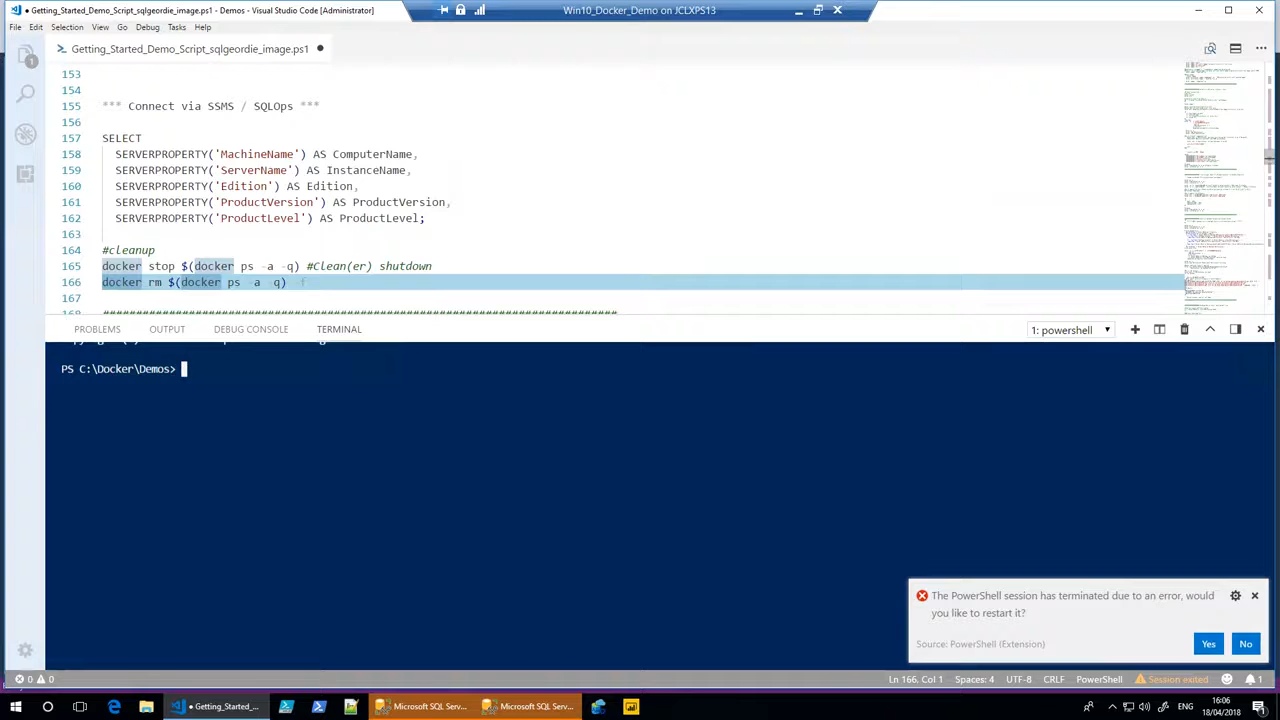 • Getting_Started_Demo_Script_sqlgeordie_image.ps1 - Demos - Visual Studio Code [Administrator]
Win10_Docker_Demo on JCLXPS13
File Edit Selection View Go Debug Tasks Help
Getting_Started_Demo_Script_sqlgeordie_image.ps1 ●
153
154
155 *** Connect via SSMS / SQLOps ***
156
157 SELECT
158 SERVERPROPERTY('MachineName') AS ComputerName,
159 SERVERPROPERTY('ServerName') AS InstanceName,
160 SERVERPROPERTY('Edition') AS Edition,
161 SERVERPROPERTY('ProductVersion') AS ProductVersion,
162 SERVERPROPERTY('ProductLevel') AS ProductLevel;
163
164 #cleanup
165 docker stop $(docker ps -a -q) #Clean(er) shutdown
166 docker rm $(docker ps -a -q)
167
168 ###############################################################################
PROBLEMS OUTPUT DEBUG CONSOLE TERMINAL
1: powershell
PS C:\Docker\Demos>
The PowerShell session has terminated due to an error, would
you like to restart it?
Source: PowerShell (Extension)
Yes No
0 0
Ln 166, Col 1 Spaces: 4 UTF-8 CRLF PowerShell Session exited 1
• Getting_Started_... Microsoft SQL Serv... Microsoft SQL Serv...
ENG
16:06
18/04/2018